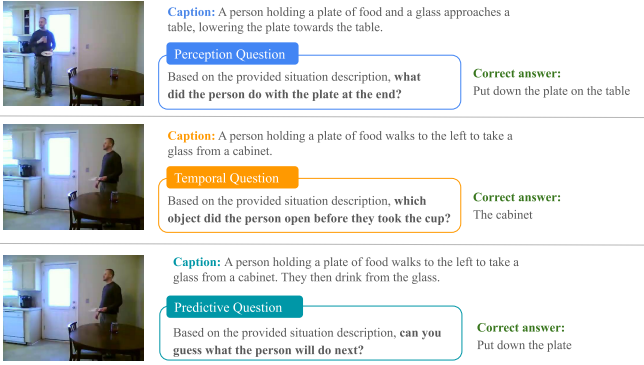 Caption: A person holding a plate of food and a glass approaches a
table, lowering the plate towards the table.
Perception Question
Based on the provided situation description, what
did the person do with the plate at the end?
Correct answer:
Put down the plate on the table
Caption: A person holding a plate of food walks to the left to take a
glass from a cabinet.
Temporal Question
Based on the provided situation description, which
object did the person open before they took the cup?
Correct answer:
The cabinet
Caption: A person holding a plate of food walks to the left to take a
glass from a cabinet. They then drink from the glass.
Predictive Question
Based on the provided situation description, can you
guess what the person will do next?
Correct answer:
Put down the plate